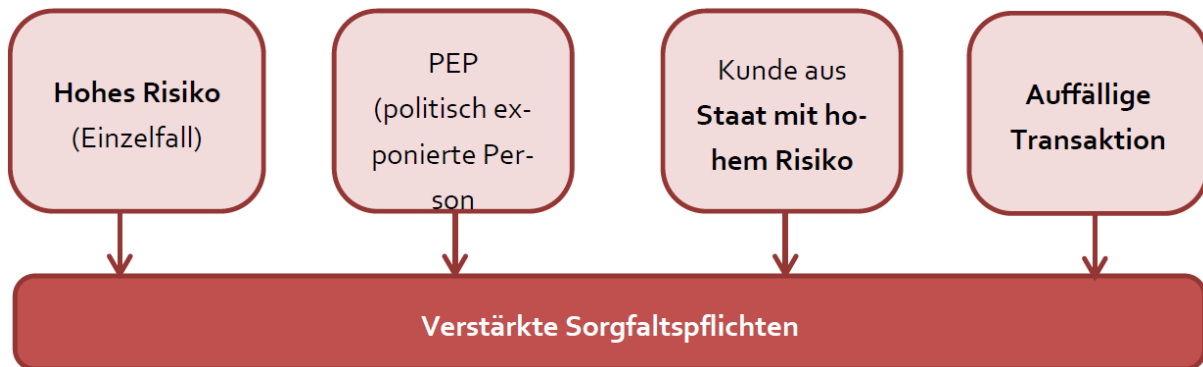 Hohes Risiko
(Einzelfall)
PEP
(politisch ex-
ponierte Per-
son
Kunde aus
Staat mit ho-
hem Risiko
Auffällige
Transaktion
Verstärkte Sorgfaltspflichten